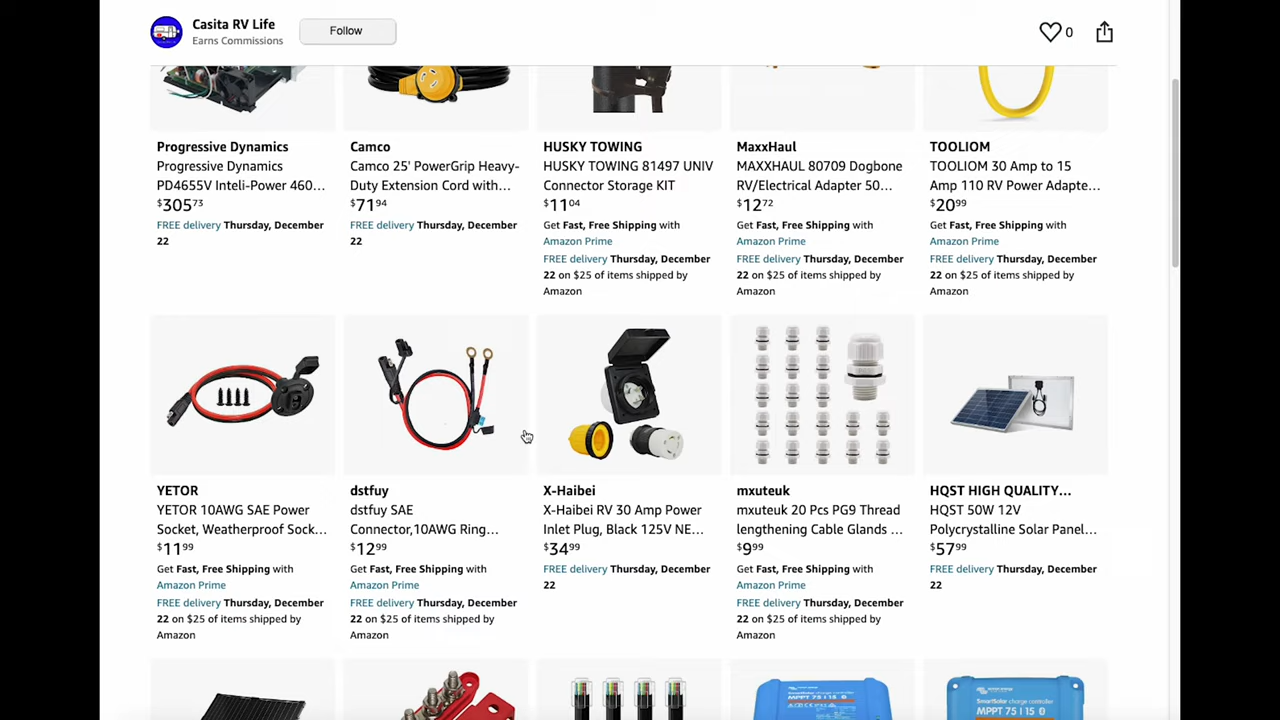 Casita RV Life
Earns Commissions
Follow
0
Progressive Dynamics
Progressive Dynamics
PD4655V Inteli-Power 460...
$305 73
FREE delivery Thursday, December
22
Camco
Camco 25' PowerGrip Heavy-
Duty Extension Cord with...
$71 94
FREE delivery Thursday, December
22
HUSKY TOWING
HUSKY TOWING 81497 UNIV
Connector Storage KIT
$11 04
Get Fast, Free Shipping with
Amazon Prime
FREE delivery Thursday, December
22 on $25 of items shipped by
Amazon
MaxxHaul
MAXXHAUL 80709 Dogbone
RV/Electrical Adapter 50...
$12 72
Get Fast, Free Shipping with
Amazon Prime
FREE delivery Thursday, December
22 on $25 of items shipped by
Amazon
TOOLIOM
TOOLIOM 30 Amp to 15
Amp 110 RV Power Adapte...
$20 99
Get Fast, Free Shipping with
Amazon Prime
FREE delivery Thursday, December
22 on $25 of items shipped by
Amazon
YETOR
YETOR 10AWG SAE Power
Socket, Weatherproof Sock...
$11 99
Get Fast, Free Shipping with
Amazon Prime
FREE delivery Thursday, December
22 on $25 of items shipped by
Amazon
dstfuy
dstfuy SAE
Connector,10AWG Ring...
$12 99
Get Fast, Free Shipping with
Amazon Prime
FREE delivery Thursday, December
22 on $25 of items shipped by
Amazon
X-Haibei
X-Haibei RV 30 Amp Power
Inlet Plug, Black 125V NE...
$34 99
FREE delivery Thursday, December
22
mxuteuk
mxuteuk 20 Pcs PG9 Thread
lengthening Cable Glands ...
$9 99
Get Fast, Free Shipping with
Amazon Prime
FREE delivery Thursday, December
22 on $25 of items shipped by
Amazon
HQST HIGH QUALITY...
HQST 50W 12V
Polycrystalline Solar Panel...
$57 99
FREE delivery Thursday, December
22
SmartSolar charge controller
MPPT 75 | 15
SmartSolar charge controller
MPPT 75 | 15